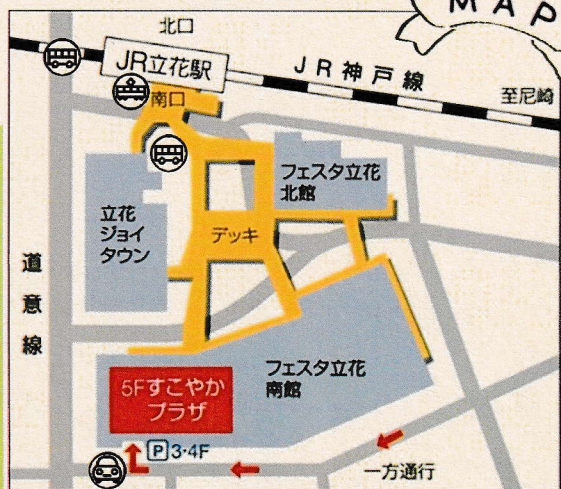 MAP
北口
JR立花駅
JR神戸線
至尼崎
南口
フェスタ立花
北館
立花
ジョイ
タウン
デッキ
道意線
フェスタ立花
南館
5Fすこやか
プラザ
P3・4F
一方通行